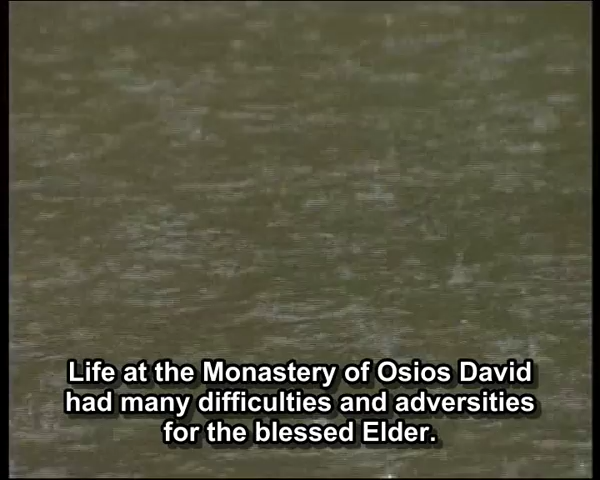 Life at the Monastery of Osios David
had many difficulties and adversities
for the blessed Elder.